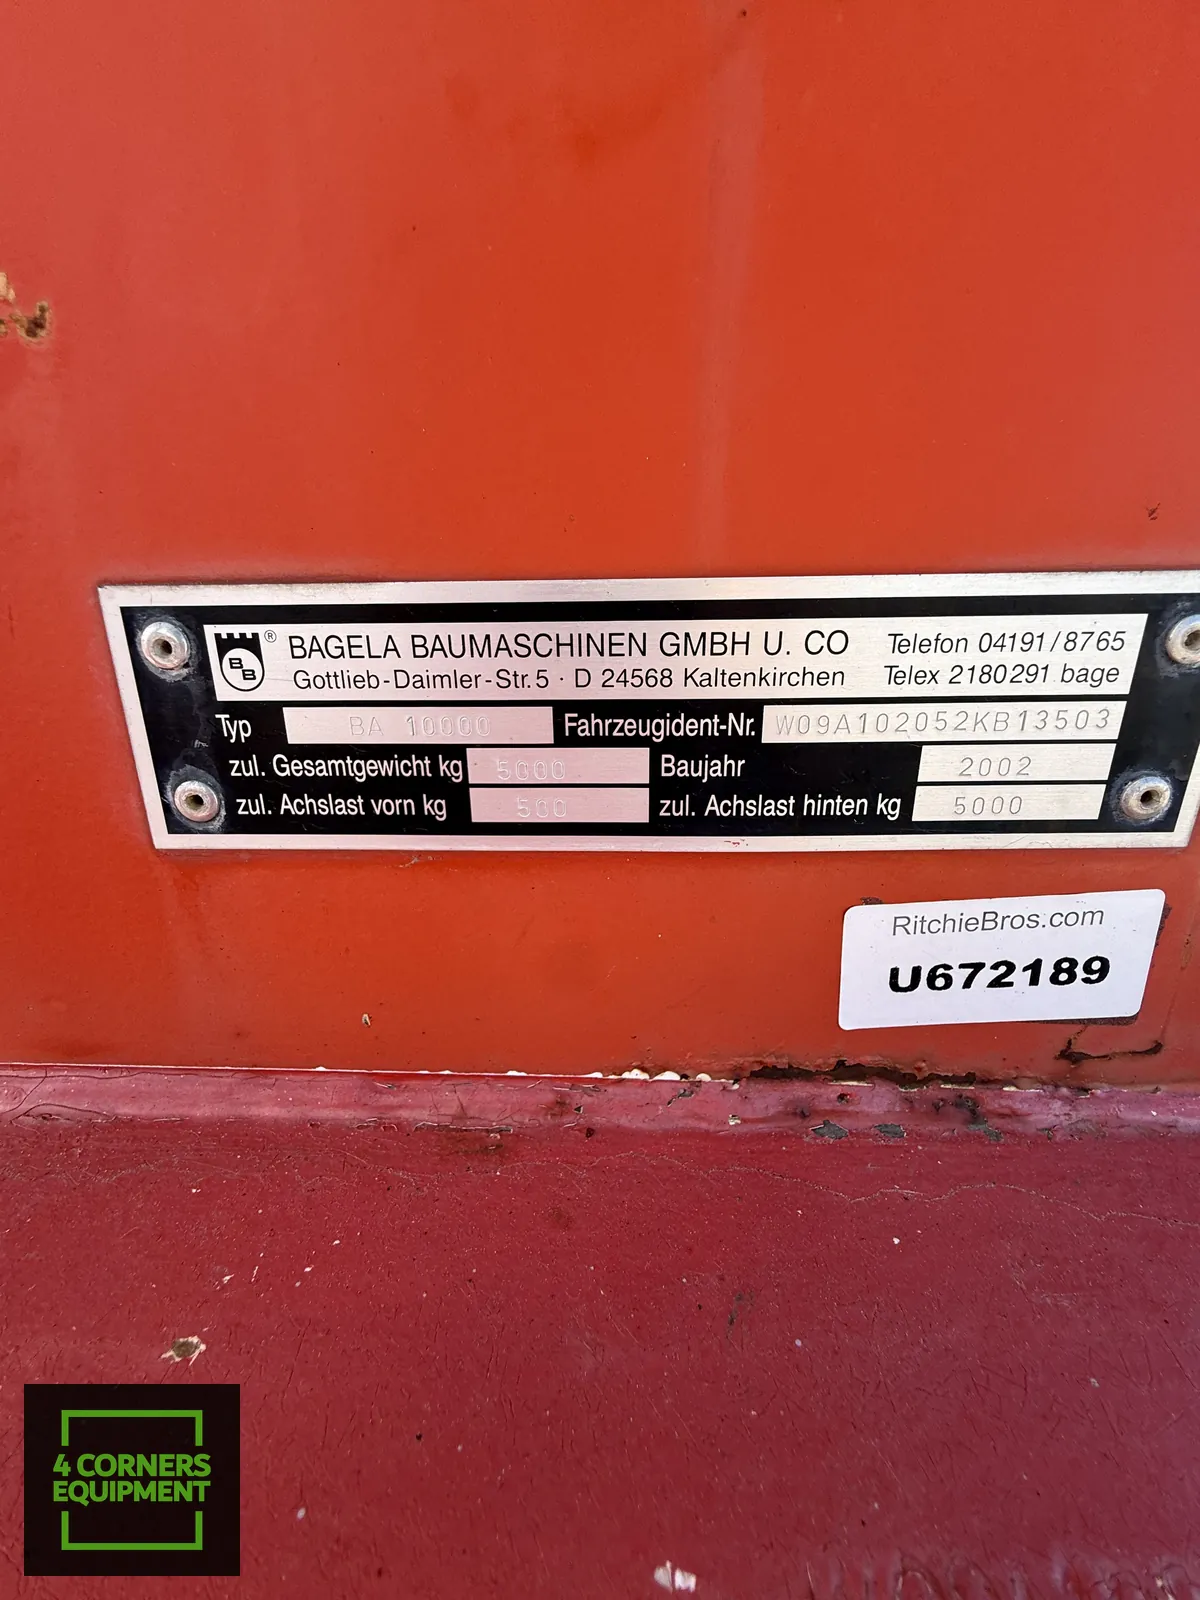 BB ® BAGELA BAUMASCHINEN GMBH U. CO Telefon 04191/8765
Gottlieb-Daimler-Str. 5 · D 24568 Kaltenkirchen Telex 2180291 bage
Typ BA 10000 Fahrzeugident-Nr. W09A102052KB13503
zul. Gesamtgewicht kg 5000 Baujahr 2002
zul. Achslast vorn kg 500 zul. Achslast hinten kg 5000
RitchieBros.com
U672189
4 CORNERS
EQUIPMENT